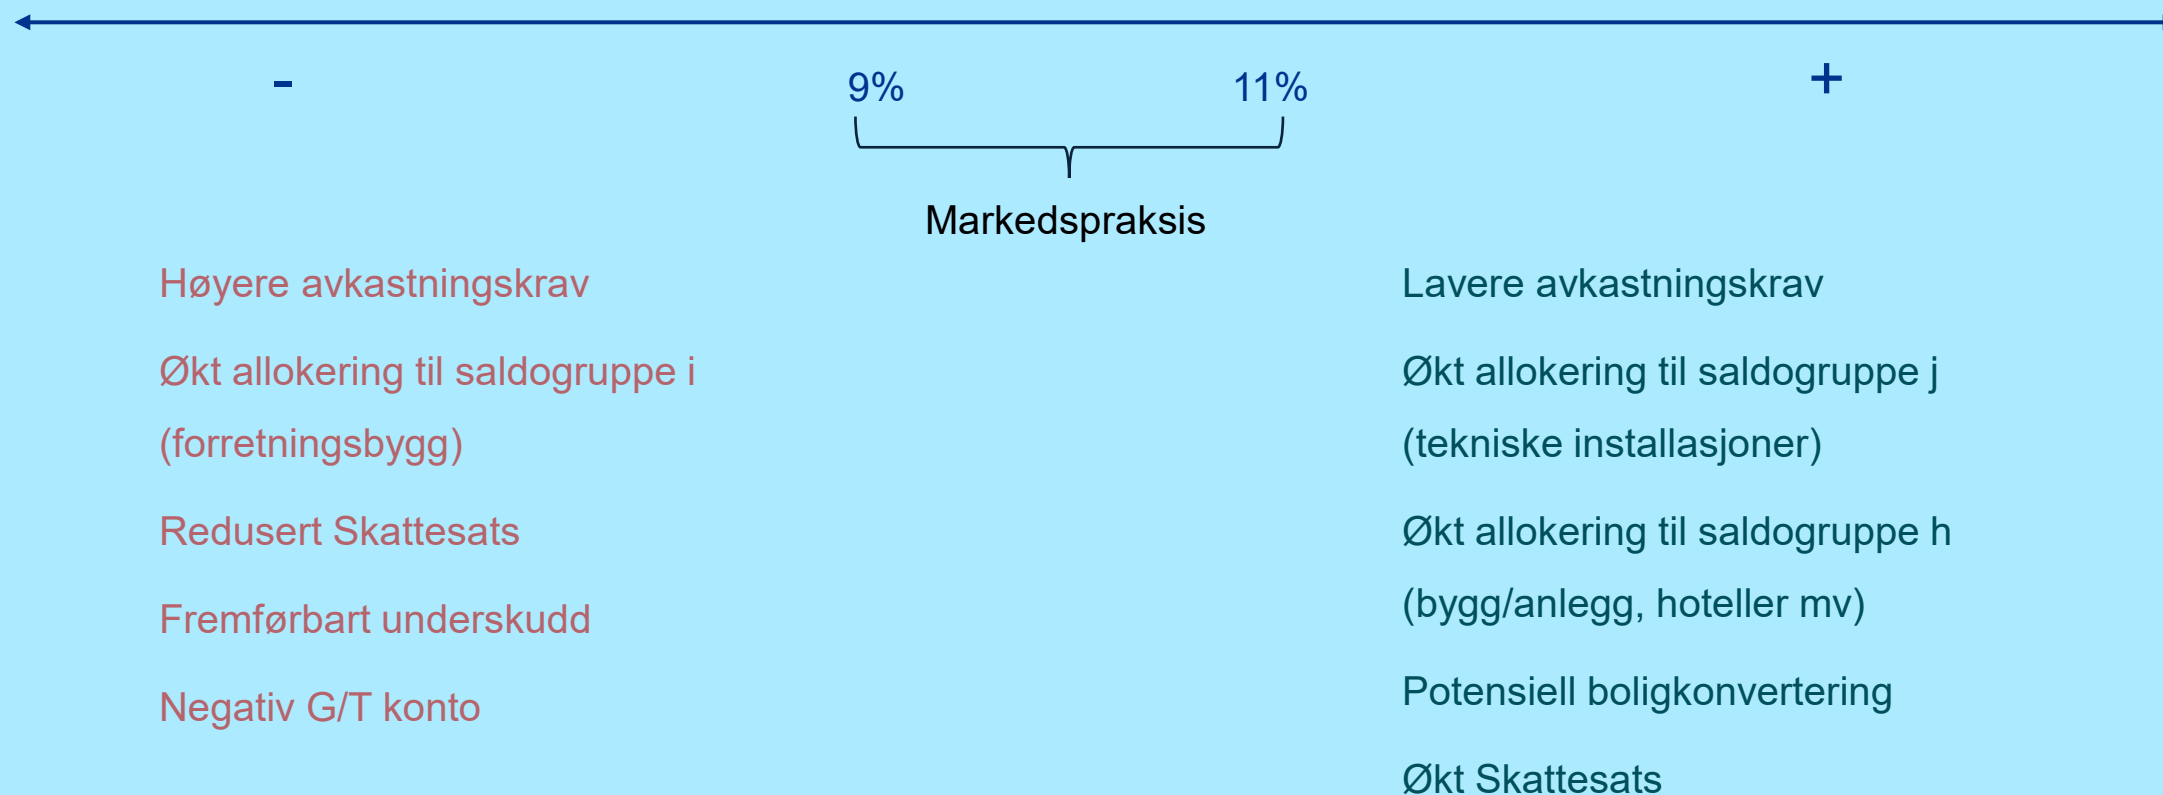 -
9%
11%
+
Markedspraksis
Høyere avkastningskrav
Økt allokering til saldogruppe i
(forretningsbygg)
Redusert Skattesats
Fremførbart underskudd
Negativ G/T konto
Lavere avkastningskrav
Økt allokering til saldogruppe j
(tekniske installasjoner)
Økt allokering til saldogruppe h
(bygg/anlegg, hoteller mv)
Potensiell boligkonvertering
Økt Skattesats